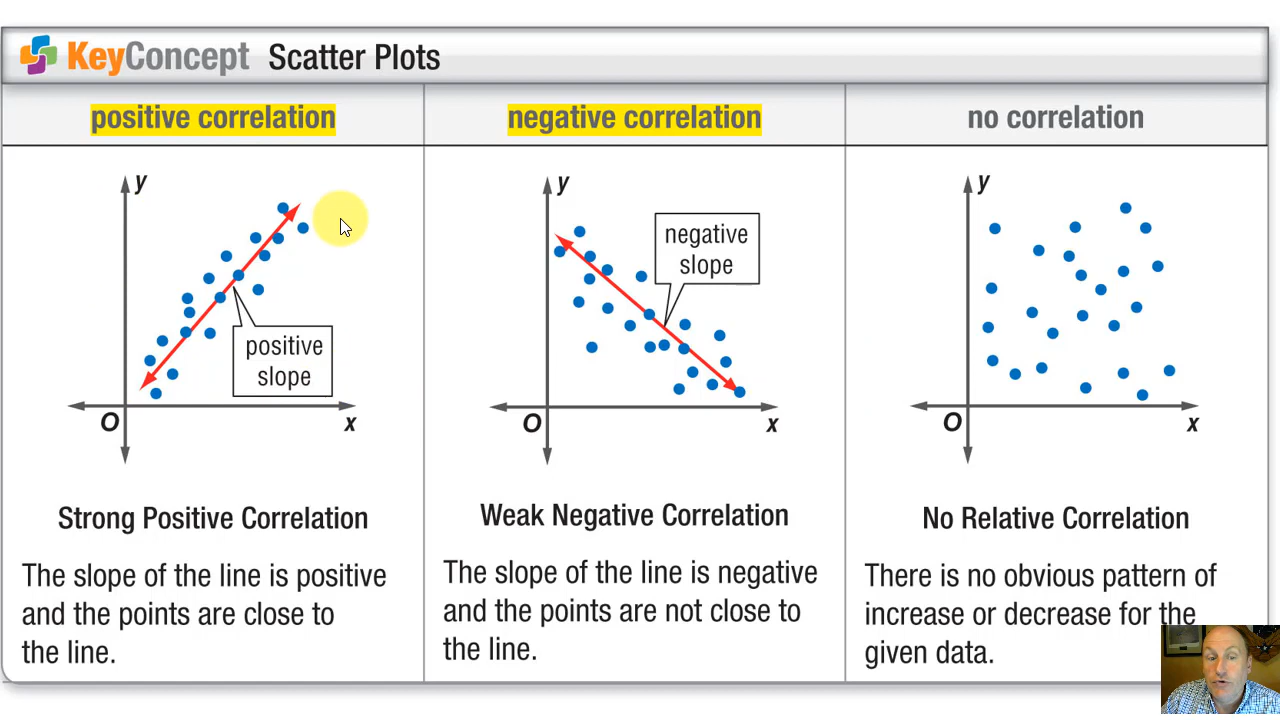 KeyConcept Scatter Plots
positive correlation
negative correlation
no correlation
y
positive
slope
O
x
y
negative
slope
O
x
y
O
x
Strong Positive Correlation
The slope of the line is positive
and the points are close to
the line.
Weak Negative Correlation
The slope of the line is negative
and the points are not close to
the line.
No Relative Correlation
There is no obvious pattern of
increase or decrease for the
given data.